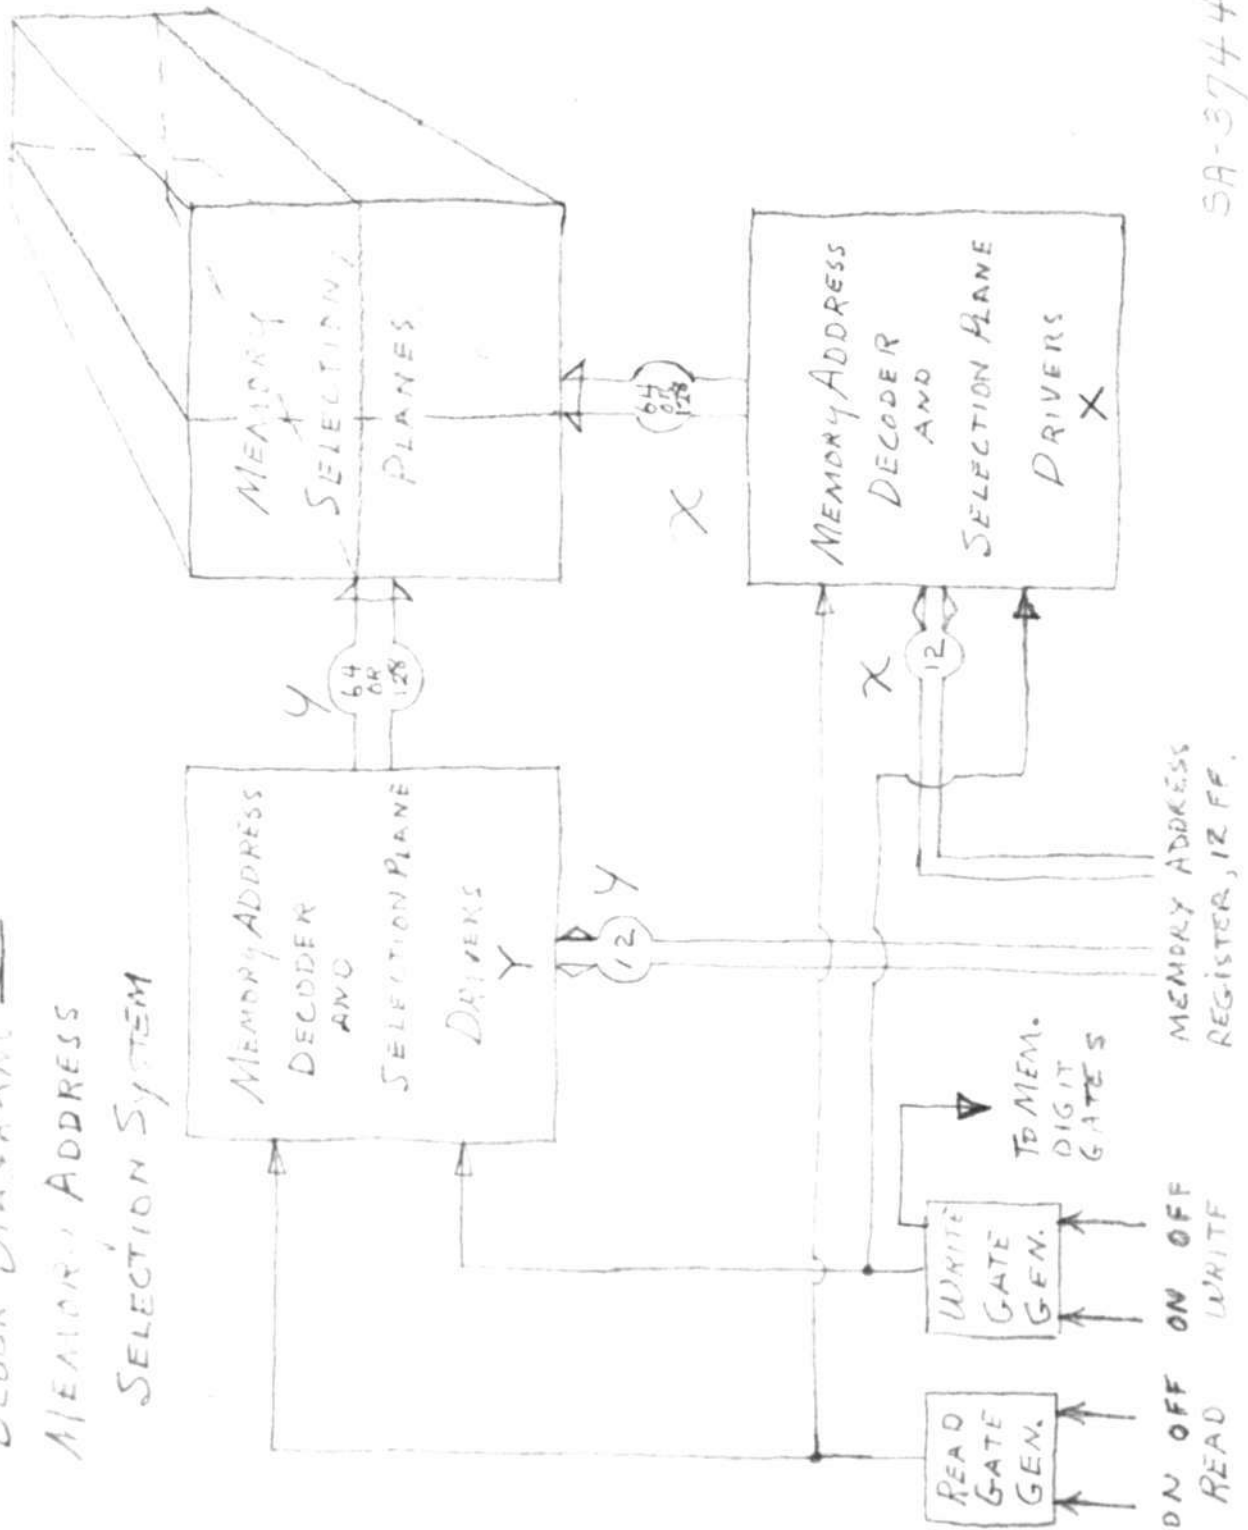 BLOCK DIAGRAM
MEMORY ADDRESS
SELECTION SYSTEM
MEMORY ADDRESS
DECODER
AND
SELECTION PLANE
DRIVERS
Y
Y
64
OR
128
MEMORY
SELECTION
PLANES
12
Y
X
64
OR
128
MEMORY ADDRESS
DECODER
AND
SELECTION PLANE
DRIVERS
X
X
12
READ
GATE
GEN.
WRITE
GATE
GEN.
TO MEM.
DIGIT
GATES
ON OFF ON OFF
READ WRITE
MEMORY ADDRESS
REGISTER, 12 FF.
SA-3744